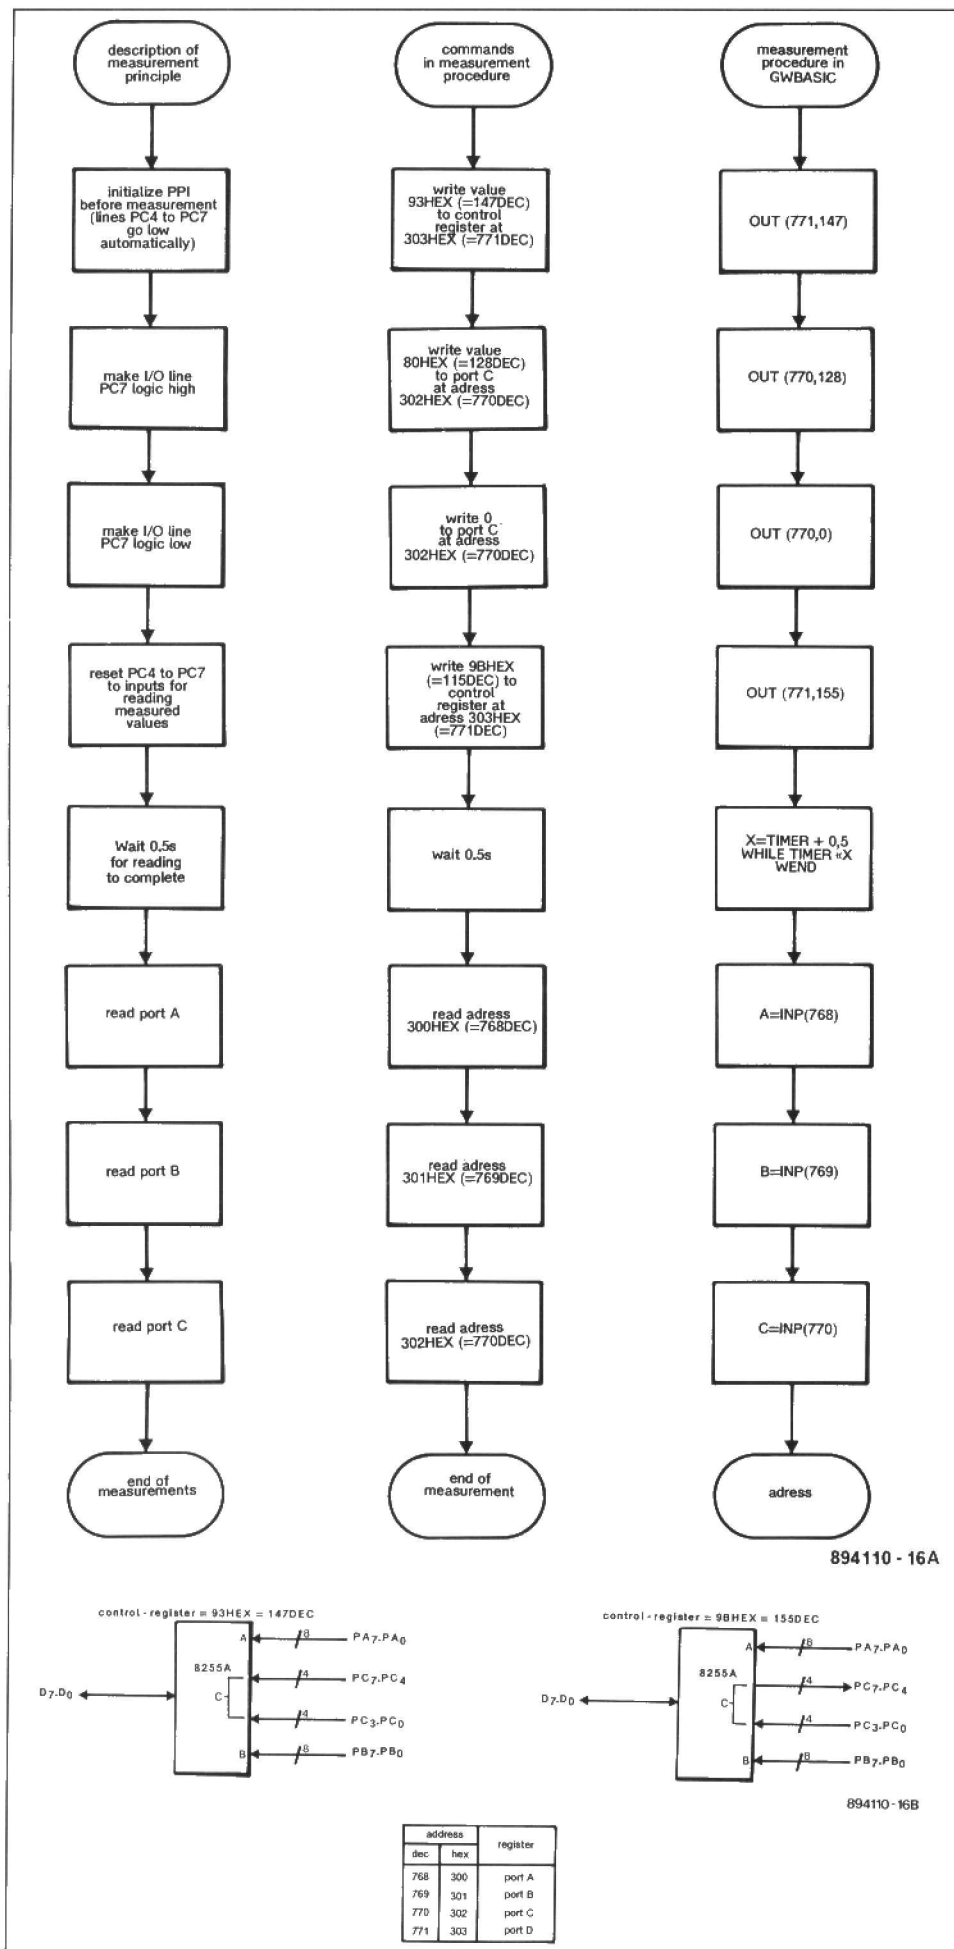 description of
measurement
principle
initialize PPI
before measurement
(lines PC4 to PC7
go low
automatically)
make I/O line
PC7 logic high
make I/O line
PC7 logic low
reset PC4 to PC7
to inputs for
reading
measured
values
Wait 0.5s
for reading
to complete
read port A
read port B
read port C
end of
measurements
commands
in measurement
procedure
write value
93HEX (=147DEC)
to control
register at
303HEX (=771DEC)
write value
80HEX (=128DEC)
to port C
at adress
302HEX (=770DEC)
write 0
to port C
at adress
302HEX (=770DEC)
write 9BHEX
(=115DEC) to
control
register at
adress 303HEX
(=771DEC)
wait 0.5s
read adress
300HEX (=768DEC)
read adress
301HEX (=769DEC)
read adress
302HEX (=770DEC)
end of
measurement
measurement
procedure in
GWBASIC
OUT (771,147)
OUT (770,128)
OUT (770,0)
OUT (771,155)
X=TIMER + 0,5
WHILE TIMER «X
WEND
A=INP(768)
B=INP(769)
C=INP(770)
adress
894110 - 16A
control - register = 93HEX = 147DEC
A 8 PA7.PA0
8255A 4 PC7.PC4
D7.D0 C
4 PC3.PC0
B 8 PB7.PB0
control - register = 9BHEX = 155DEC
A 8 PA7.PA0
8255A 4 PC7.PC4
D7.D0 C
4 PC3.PC0
B 8 PB7.PB0
894110-16B
address register
dec hex
768 300 port A
769 301 port B
770 302 port C
771 303 port D